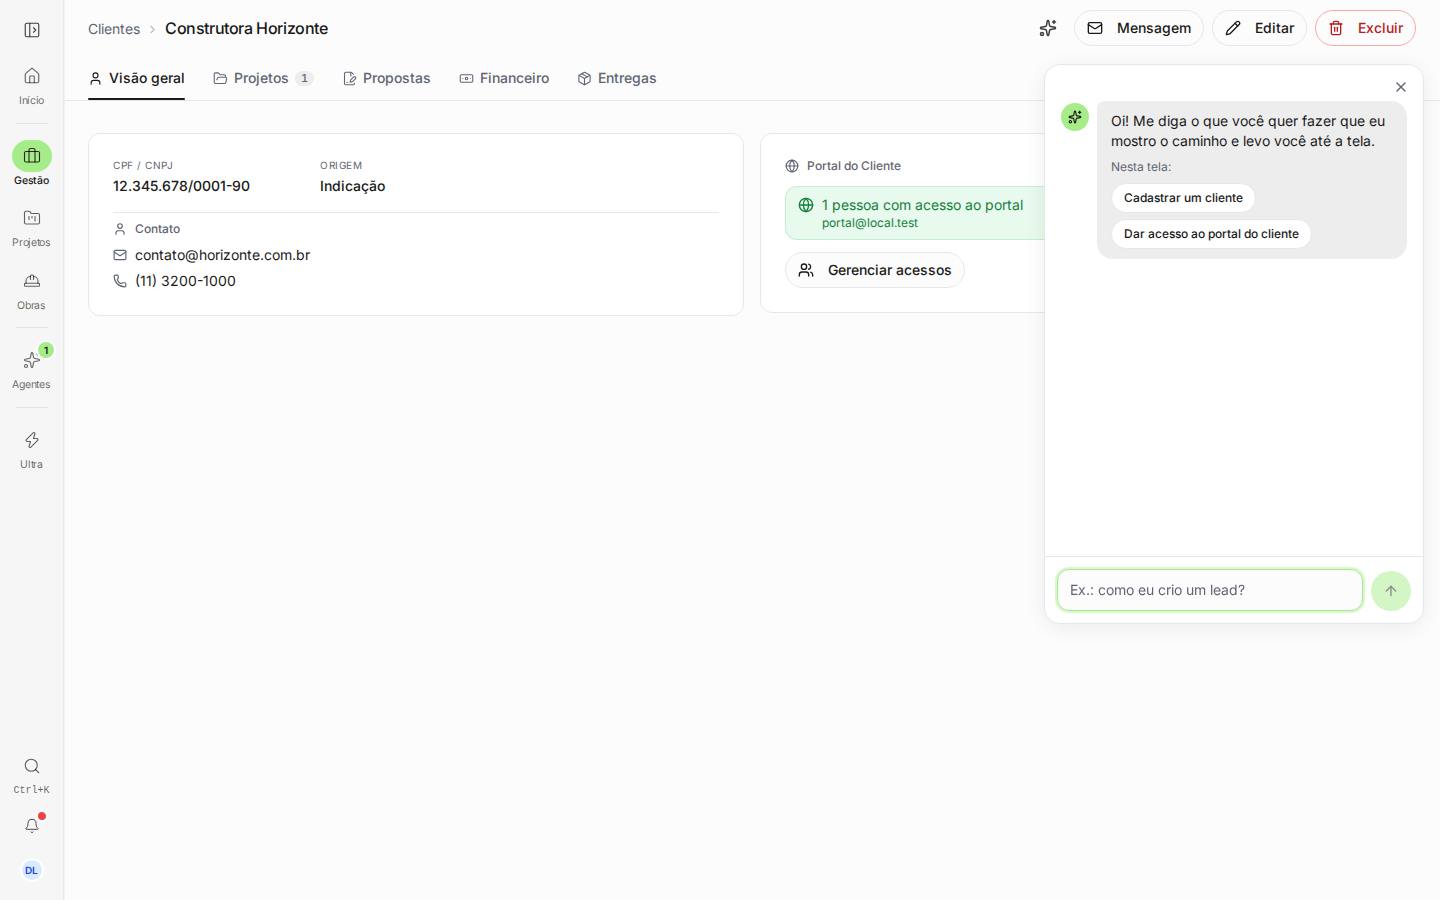 Início
Gestão
Projetos
Obras
1
Agentes
Ultra
Ctrl+K
DL
Clientes
Construtora Horizonte
Mensagem
Editar
Excluir
Visão geral
Projetos 1
Propostas
Financeiro
Entregas
CPF / CNPJ
12.345.678/0001-90
ORIGEM
Indicação
Contato
contato@horizonte.com.br
(11) 3200-1000
Portal do Cliente
1 pessoa com acesso ao portal
portal@local.test
Gerenciar acessos
Oi! Me diga o que você quer fazer que eu
mostro o caminho e levo você até a tela.
Nesta tela:
Cadastrar um cliente
Dar acesso ao portal do cliente
Ex.: como eu crio um lead?